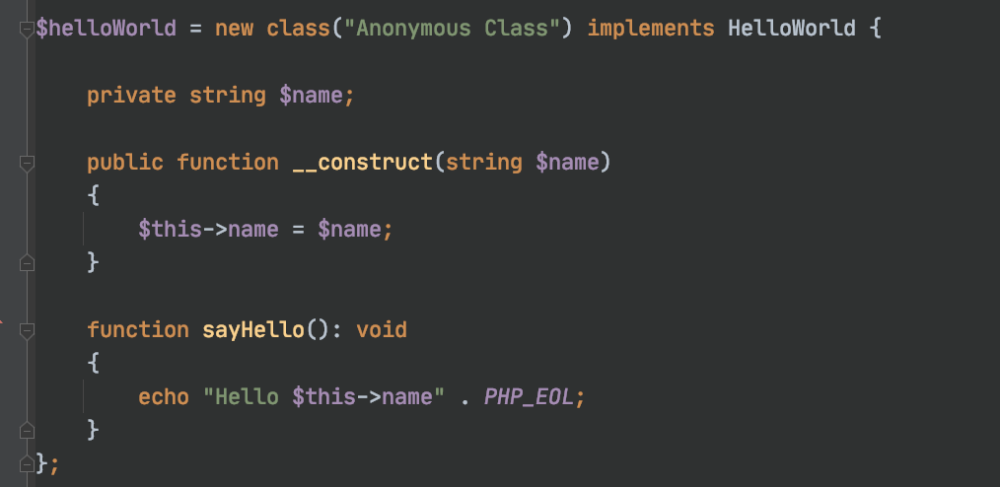 $helloWorld = new class("Anonymous Class") implements HelloWorld {
private string $name;
public function __construct(string $name)
{
$this->name = $name;
}
function sayHello(): void
{
echo "Hello $this->name" . PHP_EOL;
}
};